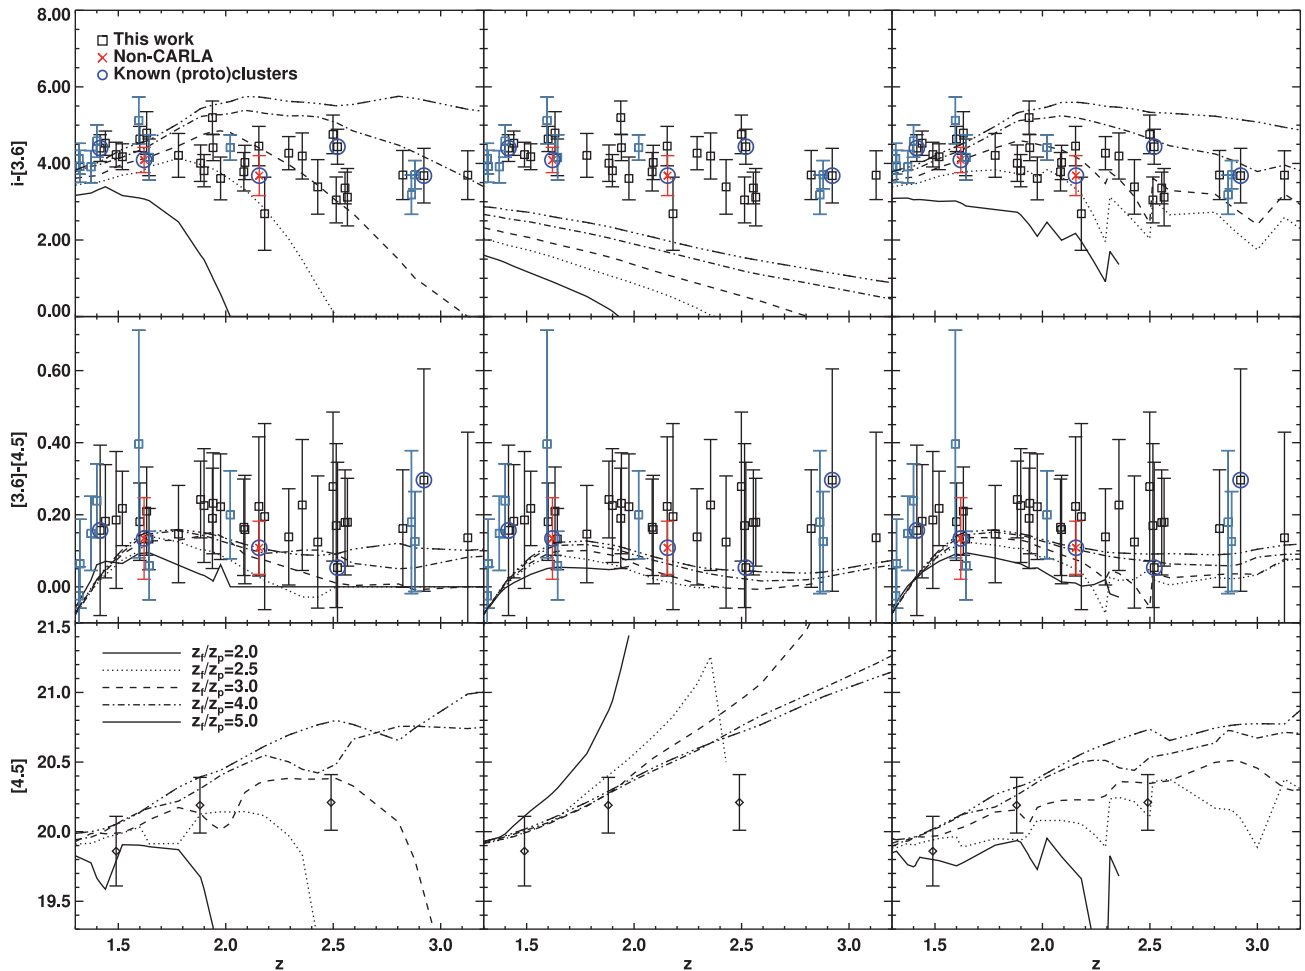 8.00
This work
Non-CARLA
Known (proto)clusters
6.00
i-[3.6]
4.00
2.00
0.00
0.60
[3.6]-[4.5]
0.40
0.20
0.00
21.5
z_f/z_p=2.0
z_f/z_p=2.5
z_f/z_p=3.0
z_f/z_p=4.0
z_f/z_p=5.0
21.0
[4.5]
20.5
20.0
19.5
1.5 2.0 2.5 3.0 1.5 2.0 2.5 3.0 1.5 2.0 2.5 3.0
z z z